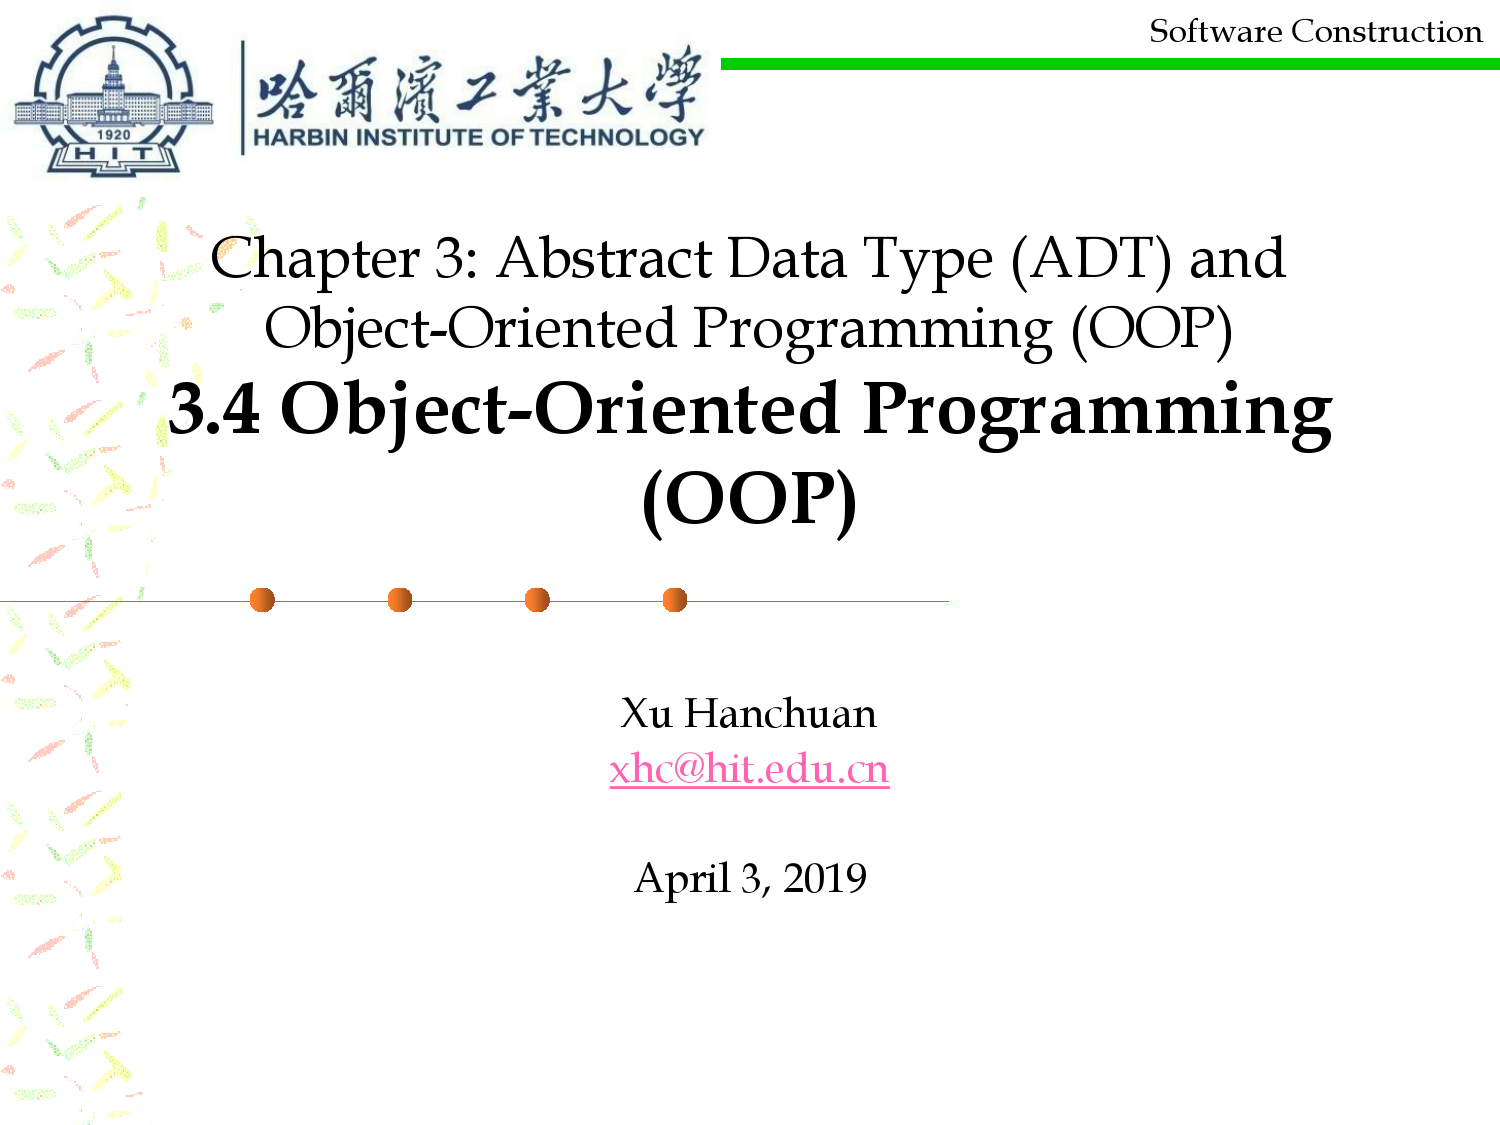 Software Construction
哈爾濱工業大學
HARBIN INSTITUTE OF TECHNOLOGY
1920
HIT
Chapter 3: Abstract Data Type (ADT) and
Object-Oriented Programming (OOP)
3.4 Object-Oriented Programming
(OOP)
Xu Hanchuan
xhc@hit.edu.cn
April 3, 2019